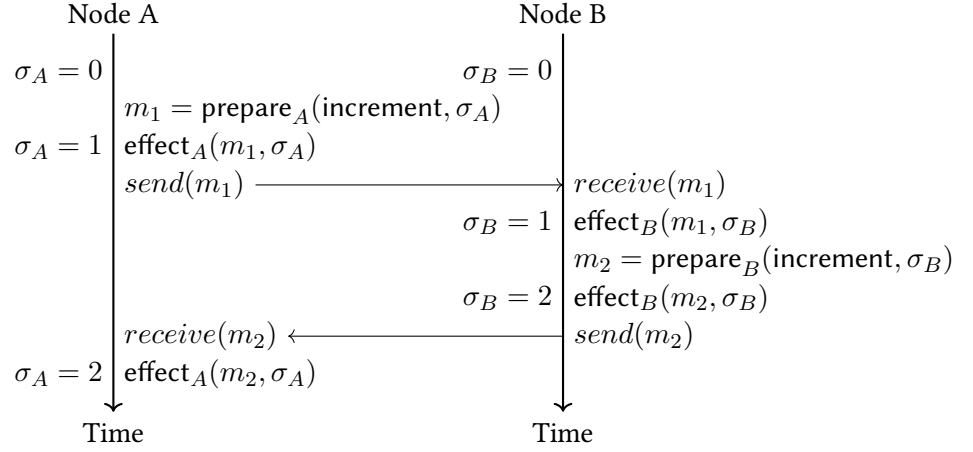 Node A Node B
σ_A = 0 σ_B = 0
m_1 = prepare_A(increment, σ_A)
σ_A = 1 effect_A(m_1, σ_A)
send(m_1) receive(m_1)
σ_B = 1 effect_B(m_1, σ_B)
m_2 = prepare_B(increment, σ_B)
σ_B = 2 effect_B(m_2, σ_B)
receive(m_2) send(m_2)
σ_A = 2 effect_A(m_2, σ_A)
Time Time